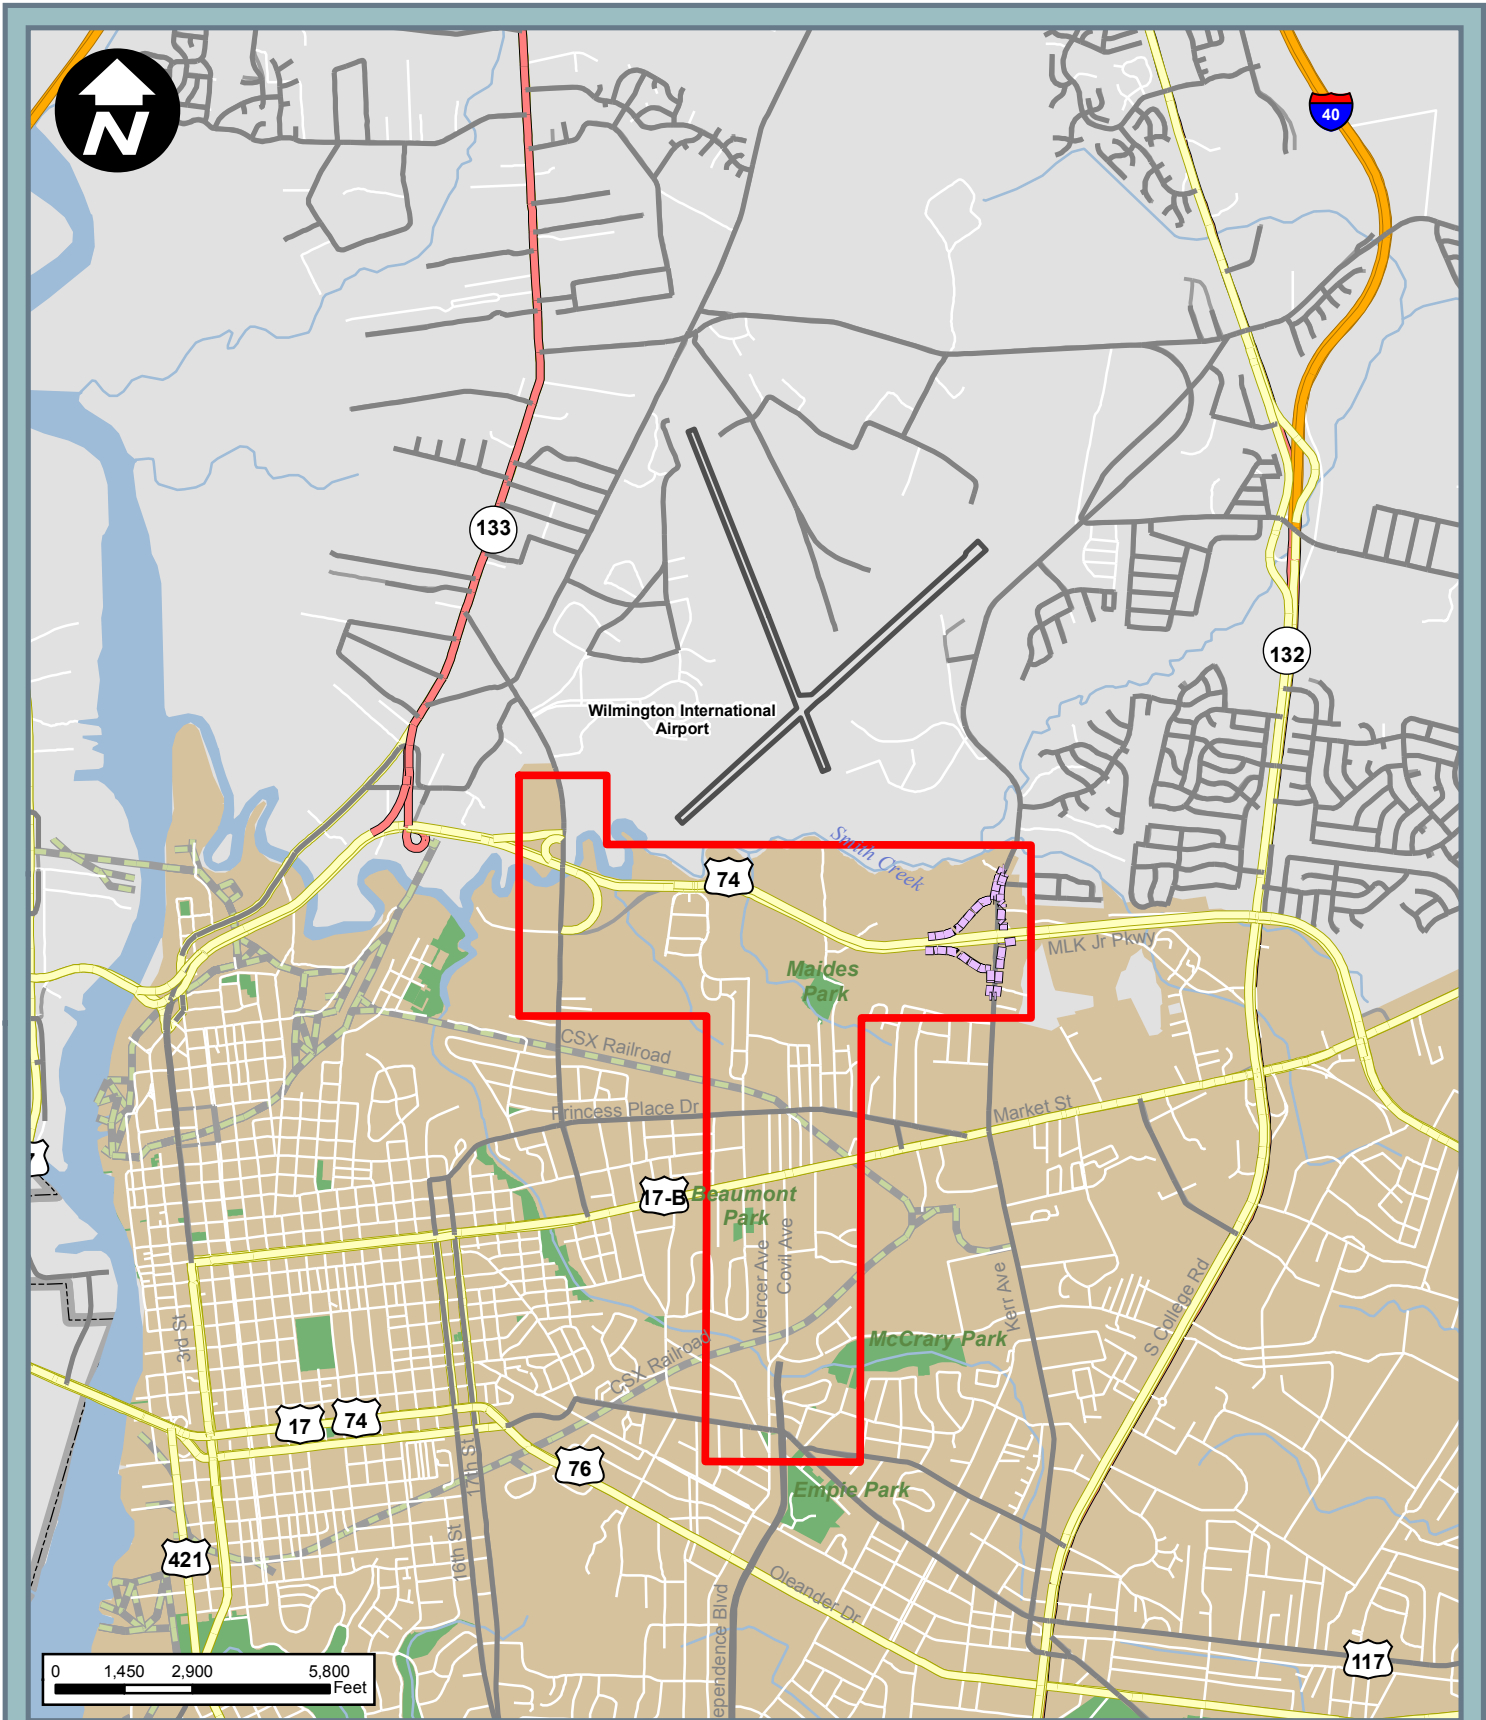 N
40
133
132
Wilmington International
Airport
Smith Creek
74
MLK Jr Pkwy
Maides
Park
CSX Railroad
Princess Place Dr
Market St
17-B
Beaumont
Park
Mercer Ave
Covil Ave
Kerr Ave
S College Rd
3rd St
McCrary Park
CSX Railroad
17
74
76
17th St
Empie Park
421
16th St
Oleander Dr
ependence Blvd
117
0 1,450 2,900 5,800
Feet